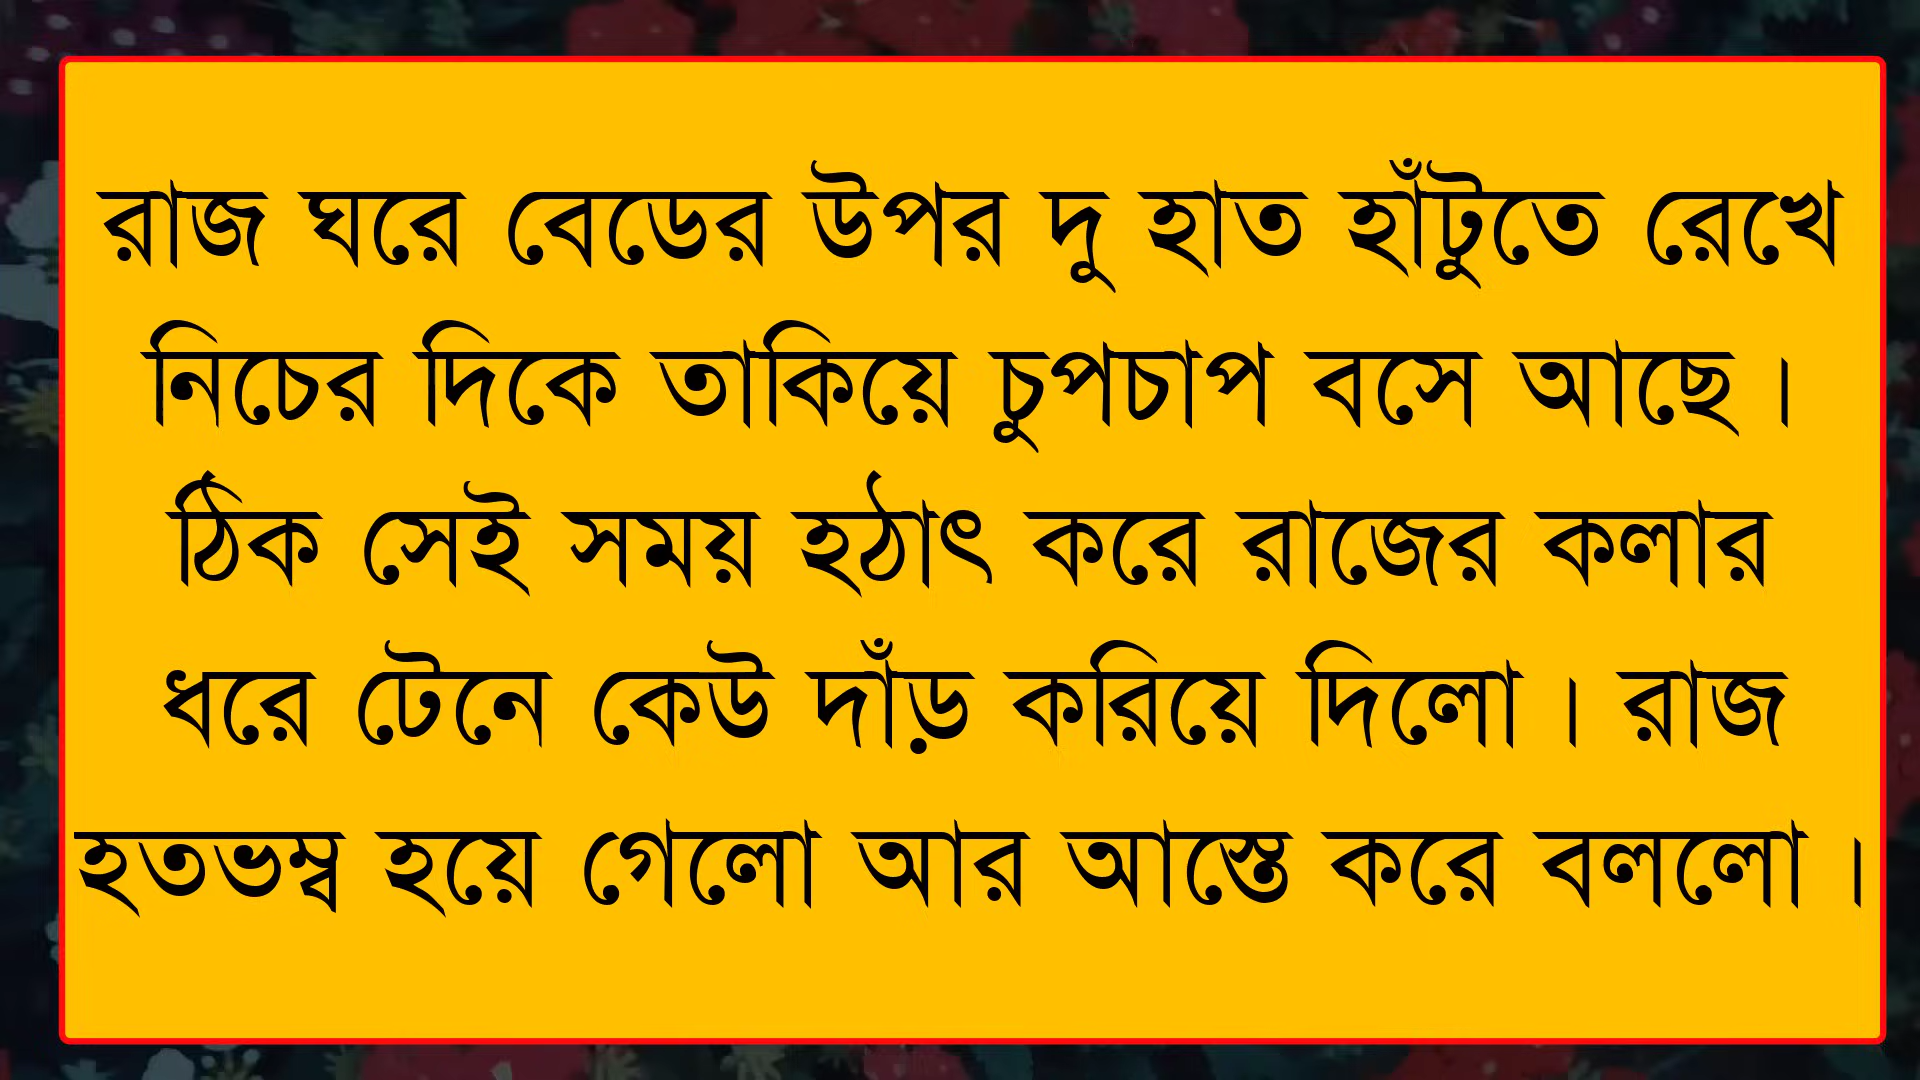 রাজ ঘরে বেডের উপর দু হাত হাঁটুতে রেখে
নিচের দিকে তাকিয়ে চুপচাপ বসে আছে।
ঠিক সেই সময় হঠাৎ করে রাজের কলার
ধরে টেনে কেউ দাঁড় করিয়ে দিলো। রাজ
হতভম্ব হয়ে গেলো আর আস্তে করে বললো।